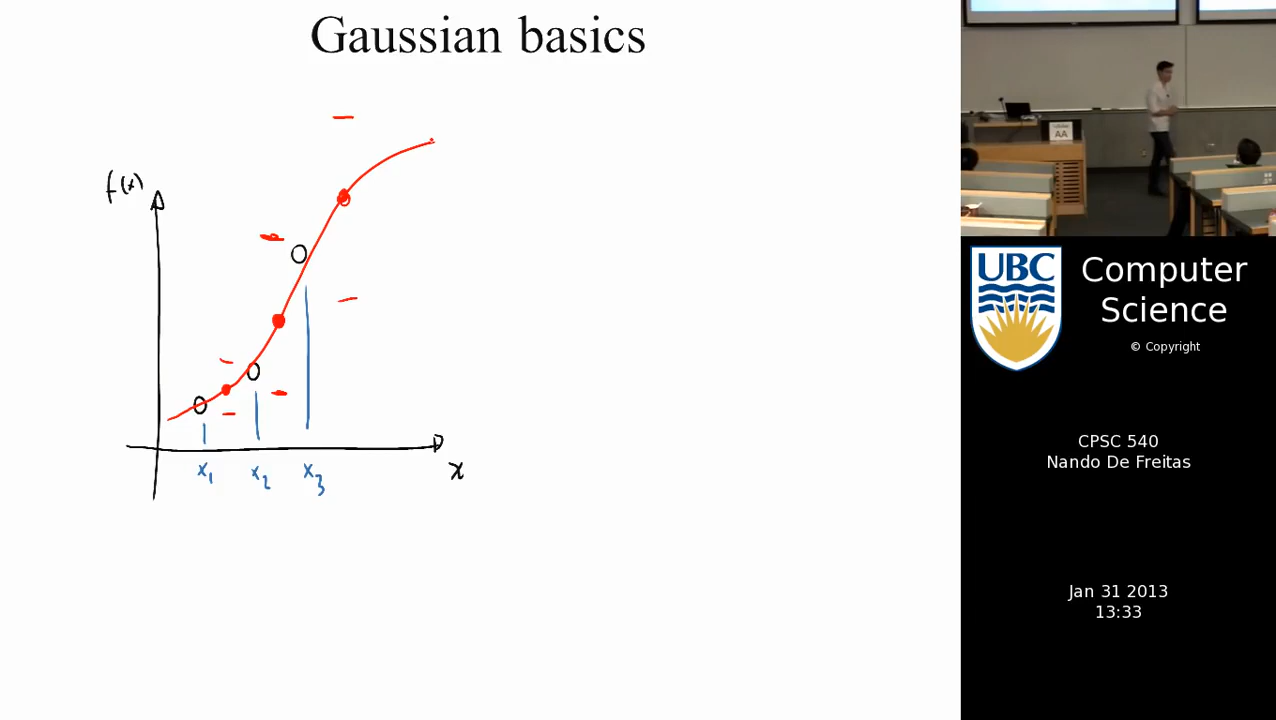 Gaussian basics
f(x)
x₁ x₂ x₃
x
AA
UBC
Computer
Science
© Copyright
CPSC 540
Nando De Freitas
Jan 31 2013
13:33